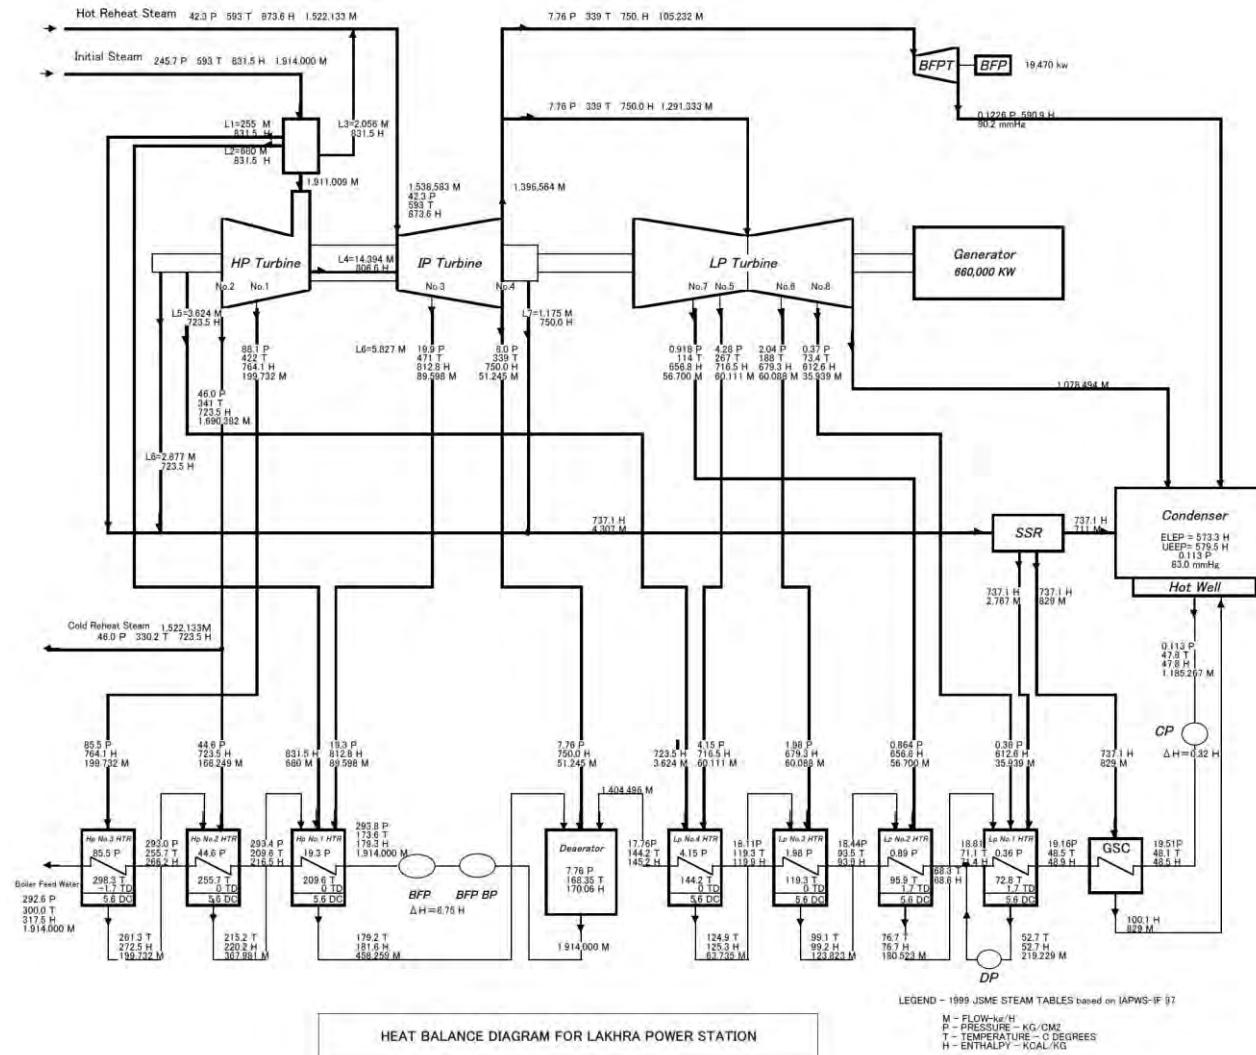 Hot Reheat Steam 42.3 P 593 T 873.6 H 1.522.133 M
7.76 P 339 T 750. H 105.232 M
Initial Steam 245.7 P 593 T 831.5 H 1.914.000 M
BFPT
BFP
19,470 kw
7.76 P 339 T 750.0 H 1.291.333 M
0.1226 P 590.9 H
90.2 mmHg
L1=255 M
831.5 H
L2=680 M
831.5 H
L3=2.056 M
831.5 H
1.911.009 M
1,538,583 M
42.3 P
593 T
873.6 H
1,396,564 M
HP Turbine
IP Turbine
LP Turbine
Generator
660,000 KW
L4=14.394 M
806.6 H
No.2 No.1
No.3
No.4
No.7 No.5
No.6
No.8
L5=3.624 M
723.5 H
L7=1.175 M
750.0 H
88.1 P
422 T
764.1 H
199.732 M
L6=5.827 M
19.9 P
471 T
812.8 H
89.598 M
8.0 P
339 T
750.0 H
51.245 M
0.918 P
114 T
656.8 H
56.700 M
4.28 P
267 T
716.5 H
60.111 M
2.04 P
188 T
679.3 H
60.088 M
0.37 P
73.4 T
612.6 H
35.939 M
46.0 P
341 T
723.5 H
1,690,382 M
1,078,494 M
L8=2.877 M
723.5 H
737.1 H
4.307 M
SSR
737.1 H
711 M
Condenser
ELEP = 573.3 H
UEEP= 579.5 H
0.113 P
83.0 mmHg
Hot Well
737.1 H
2.767 M
737.1 H
829 M
Cold Reheat Steam 1,522,133M
46.0 P 330.2 T 723.5 H
0.113 P
47.8 T
47.8 H
1.185.267 M
CP
ΔH=0.32 H
85.5 P
764.1 H
199.732 M
44.6 P
723.5 H
168.249 M
831.5 H
680 M
19.3 P
812.8 H
89.598 M
7.76 P
750.0 H
51.245 M
723.5 H
3.624 M
4.15 P
716.5 H
60.111 M
1.98 P
679.3 H
60.088 M
0.864 P
656.8 H
56.700 M
0.36 P
612.6 H
35.939 M
737.1 H
829 M
1.404.496 M
Hp No.3 HTR
85.5 P
298.3 T
-1.7 TD
5.6 DC
293.0 P
255.7 T
266.2 H
Hp No.2 HTR
44.6 P
255.7 T
0 TD
5.6 DC
293.4 P
209.6 T
216.5 H
Hp No.1 HTR
19.3 P
209.6 T
0 TD
5.6 DC
293.8 P
173.6 T
179.3 H
1.914.000 M
BFP
BFP BP
ΔH=6.75 H
Deaerator
7.76 P
168.35 T
170.06 H
17.76P
144.2 T
145.2 H
Lp No.4 HTR
4.15 P
144.2 T
0 TD
5.6 DC
18.11P
119.3 T
119.9 H
Lp No.3 HTR
1.98 P
119.3 T
0 TD
5.6 DC
18.44P
93.5 T
93.9 H
Lp No.2 HTR
0.89 P
95.9 T
1.7 TD
5.6 DC
68.3 T
68.6 H
18.81
71.1 T
71.4 H
Lp No.1 HTR
0.36 P
72.8 T
1.7 TD
5.6 DC
19.16P
48.5 T
48.9 H
GSC
19.51P
48.1 T
48.5 H
Boiler Feed Water
292.6 P
300.0 T
317.5 H
1.914.000 M
261.3 T
272.5 H
199.732 M
215.2 T
220.2 H
367.981 M
179.2 T
181.6 H
458.259 M
1.914,000 M
124.9 T
125.3 H
63.735 M
99.1 T
99.2 H
123.823 M
76.7 T
76.7 H
180.523 M
DP
52.7 T
52.7 H
219.229 M
100.1 H
829 M
LEGEND - 1999 JSME STEAM TABLES based on IAPWS-IF 97
M - FLOW-kg/H
P - PRESSURE - KG/CM2
T - TEMPERATURE - C DEGREES
H - ENTHALPY - KCAL/KG
HEAT BALANCE DIAGRAM FOR LAKHRA POWER STATION